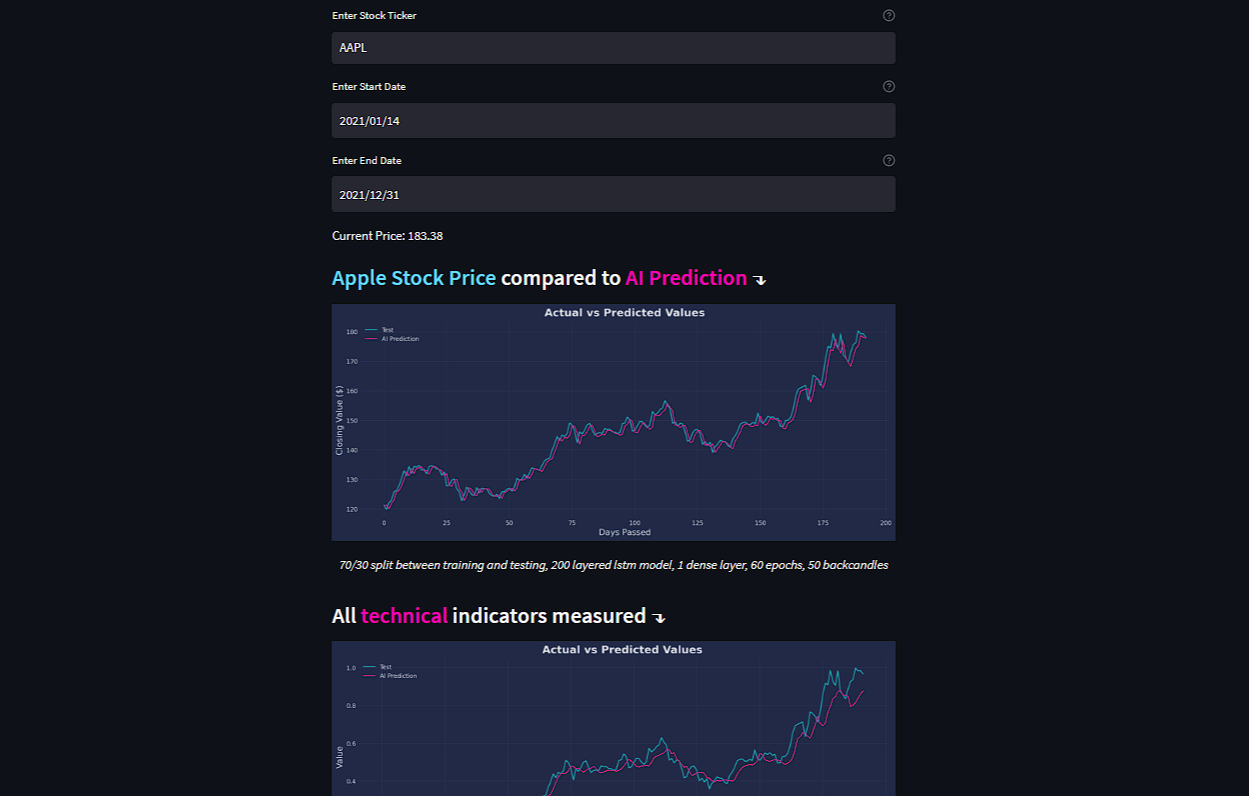 Enter Stock Ticker
AAPL
Enter Start Date
2021/01/14
Enter End Date
2021/12/31
Current Price: 183.38
Apple Stock Price compared to AI Prediction ↴
Actual vs Predicted Values
Test
AI Prediction
180
170
160
150
140
130
120
Closing Value ($)
0 25 50 75 100 125 150 175 200
Days Passed
70/30 split between training and testing, 200 layered lstm model, 1 dense layer, 60 epochs, 50 backcandles
All technical indicators measured ↴
Actual vs Predicted Values
Test
AI Prediction
1.0
0.8
0.6
0.4
Value